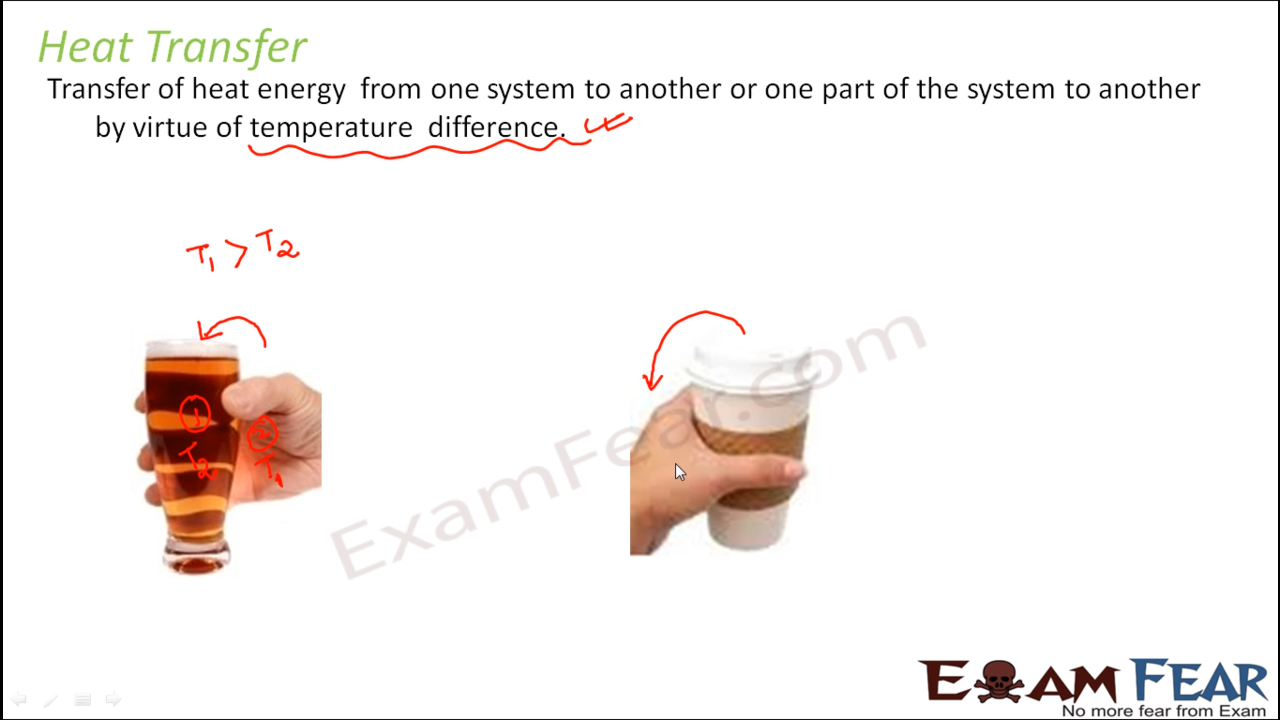 Heat Transfer
Transfer of heat energy from one system to another or one part of the system to another
by virtue of temperature difference.
T1 > T2
1
T2
2
T1
ExamFear.com
EXAM FEAR
No more fear from Exam